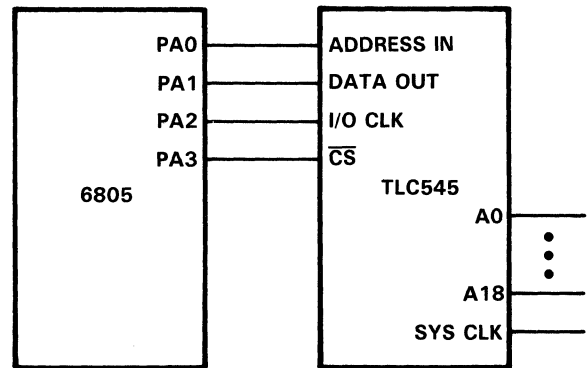 PA0 ADDRESS IN
PA1 DATA OUT
PA2 I/O CLK
PA3 CS
6805 TLC545
A0
A18
SYS CLK